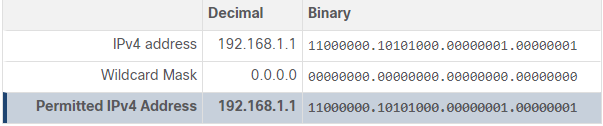 Decimal Binary
IPv4 address 192.168.1.1 11000000.10101000.00000001.00000001
Wildcard Mask 0.0.0.0 00000000.00000000.00000000.00000000
Permitted IPv4 Address 192.168.1.1 11000000.10101000.00000001.00000001